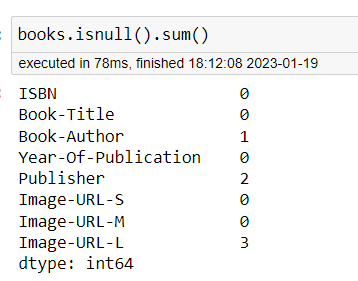 books.isnull().sum()
executed in 78ms, finished 18:12:08 2023-01-19
ISBN 0
Book-Title 0
Book-Author 1
Year-Of-Publication 0
Publisher 2
Image-URL-S 0
Image-URL-M 0
Image-URL-L 3
dtype: int64